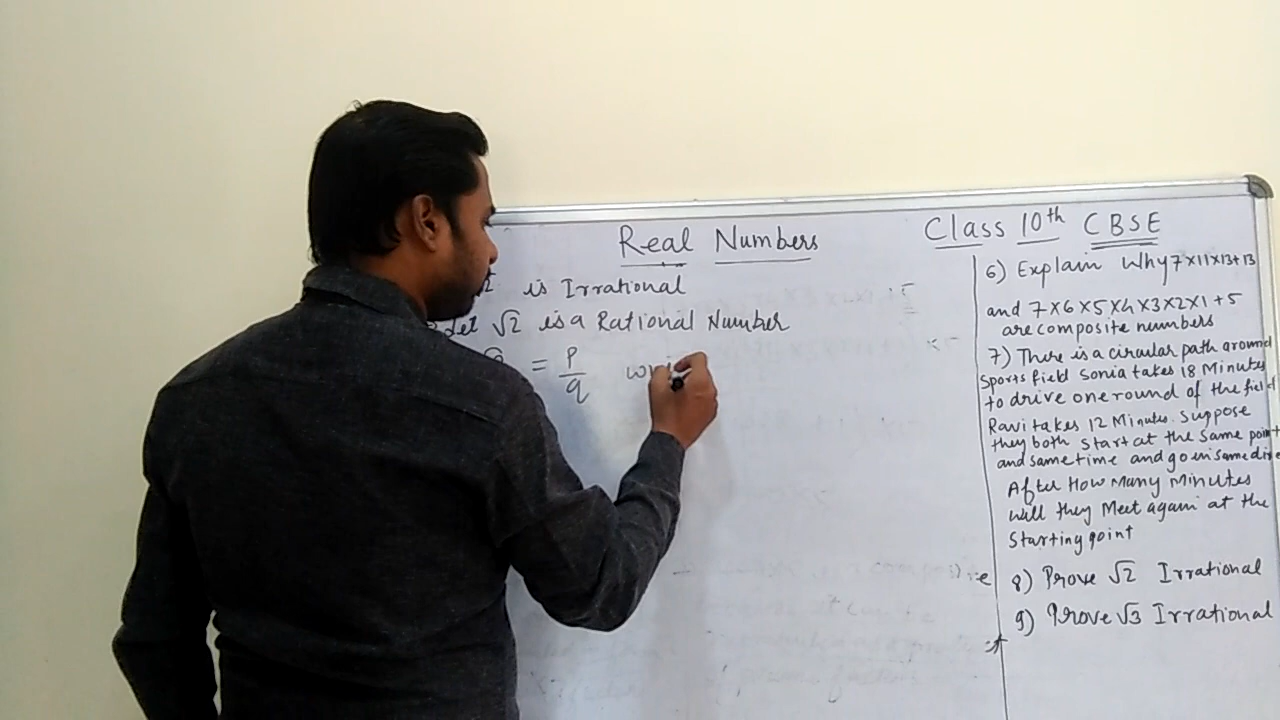 Real Numbers
Class 10th CBSE
is Irrational
Let √2 is a Rational Number
= p/q
6) Explain Why 7×11×13+13
and 7×6×5×4×3×2×1+5
are composite numbers
7) There is a circular path around
Sports field Sonia takes 18 Minutes
to drive one round of the field
Ravi takes 12 Minutes. Suppose
they both start at the same point
and same time and go in same dire
After How Many Minutes
will they Meet again at the
Starting point
8) Prove √2 Irrational
9) Prove √3 Irrational